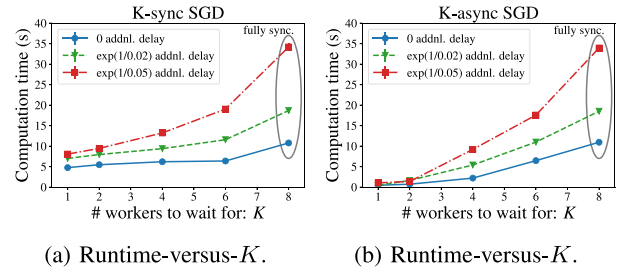 K-sync SGD
fully sync.
0 addnl. delay
exp(1/0.02) addnl. delay
exp(1/0.05) addnl. delay
Computation time (s)
40
35
30
25
20
15
10
5
0
1 2 3 4 5 6 7 8
# workers to wait for: K
(a) Runtime-versus-K.
K-async SGD
fully sync.
0 addnl. delay
exp(1/0.02) addnl. delay
exp(1/0.05) addnl. delay
Computation time (s)
40
35
30
25
20
15
10
5
0
1 2 3 4 5 6 7 8
# workers to wait for: K
(b) Runtime-versus-K.